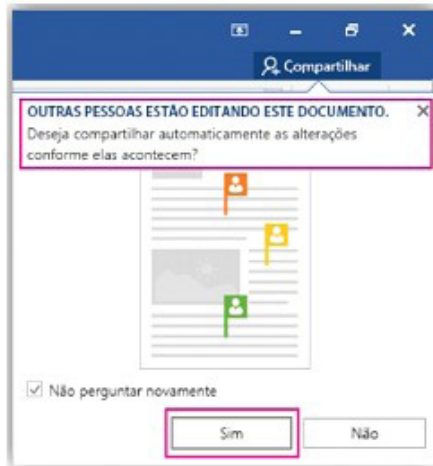 Compartilhar
OUTRAS PESSOAS ESTÃO EDITANDO ESTE DOCUMENTO.
Deseja compartilhar automaticamente as alterações
conforme elas acontecem?
Não perguntar novamente
Sim
Não